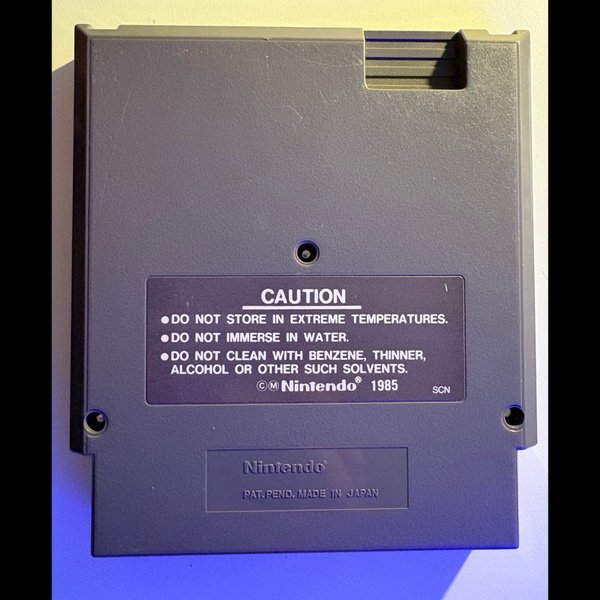 CAUTION
●DO NOT STORE IN EXTREME TEMPERATURES.
●DO NOT IMMERSE IN WATER.
●DO NOT CLEAN WITH BENZENE, THINNER,
ALCOHOL OR OTHER SUCH SOLVENTS.
©Ⓜ Nintendo® 1985 SCN
Nintendo®
PAT. PEND. MADE IN JAPAN